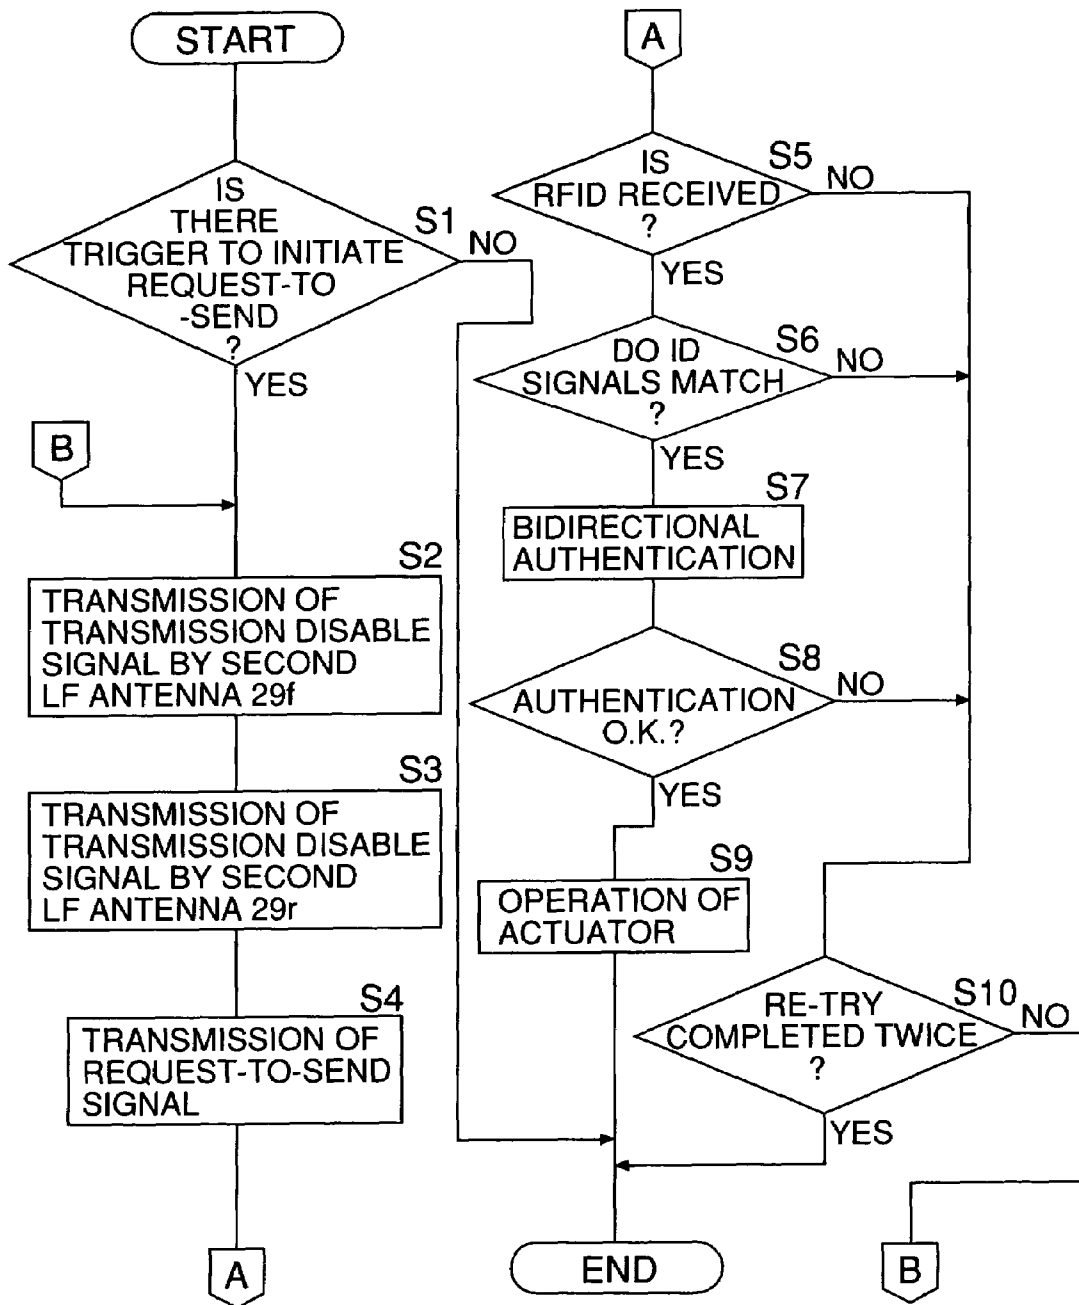 START
IS
THERE
TRIGGER TO INITIATE
REQUEST-TO
-SEND
?
S1
NO
YES
B
S2
TRANSMISSION OF
TRANSMISSION DISABLE
SIGNAL BY SECOND
LF ANTENNA 29f
S3
TRANSMISSION OF
TRANSMISSION DISABLE
SIGNAL BY SECOND
LF ANTENNA 29r
S4
TRANSMISSION OF
REQUEST-TO-SEND
SIGNAL
A
A
IS
RFID RECEIVED
?
S5
NO
YES
DO ID
SIGNALS MATCH
?
S6
NO
YES
S7
BIDIRECTIONAL
AUTHENTICATION
S8
AUTHENTICATION
O.K.?
NO
YES
S9
OPERATION OF
ACTUATOR
S10
RE-TRY
COMPLETED TWICE
?
NO
YES
END
B